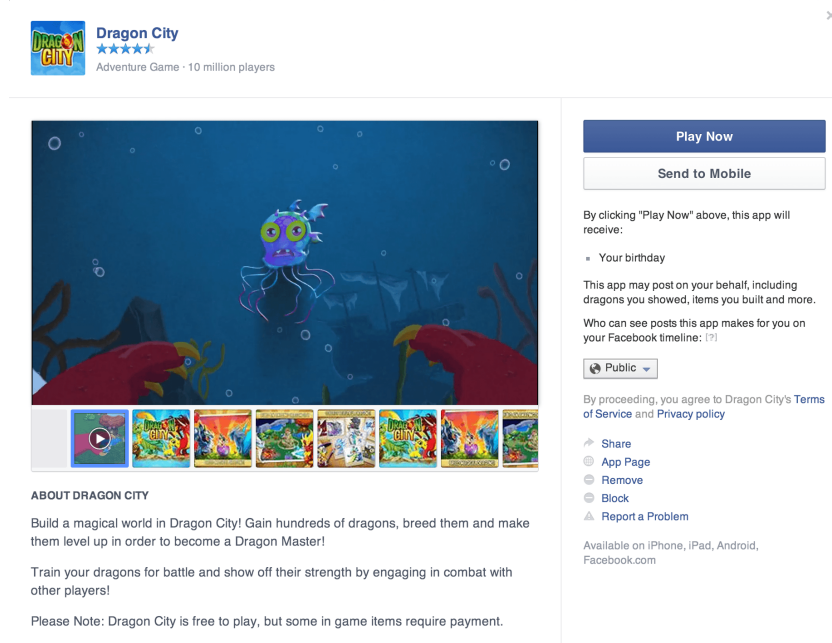 DRAGON
CITY
Dragon City
Adventure Game · 10 million players
Play Now
Send to Mobile
By clicking "Play Now" above, this app will
receive:
Your birthday
This app may post on your behalf, including
dragons you showed, items you built and more.
Who can see posts this app makes for you on
your Facebook timeline: [?]
Public
By proceeding, you agree to Dragon City's Terms
of Service and Privacy policy
Share
App Page
Remove
Block
Report a Problem
Available on iPhone, iPad, Android,
Facebook.com
DRAGON
CITY
DRAGON
CITY
ABOUT DRAGON CITY
Build a magical world in Dragon City! Gain hundreds of dragons, breed them and make
them level up in order to become a Dragon Master!
Train your dragons for battle and show off their strength by engaging in combat with
other players!
Please Note: Dragon City is free to play, but some in game items require payment.